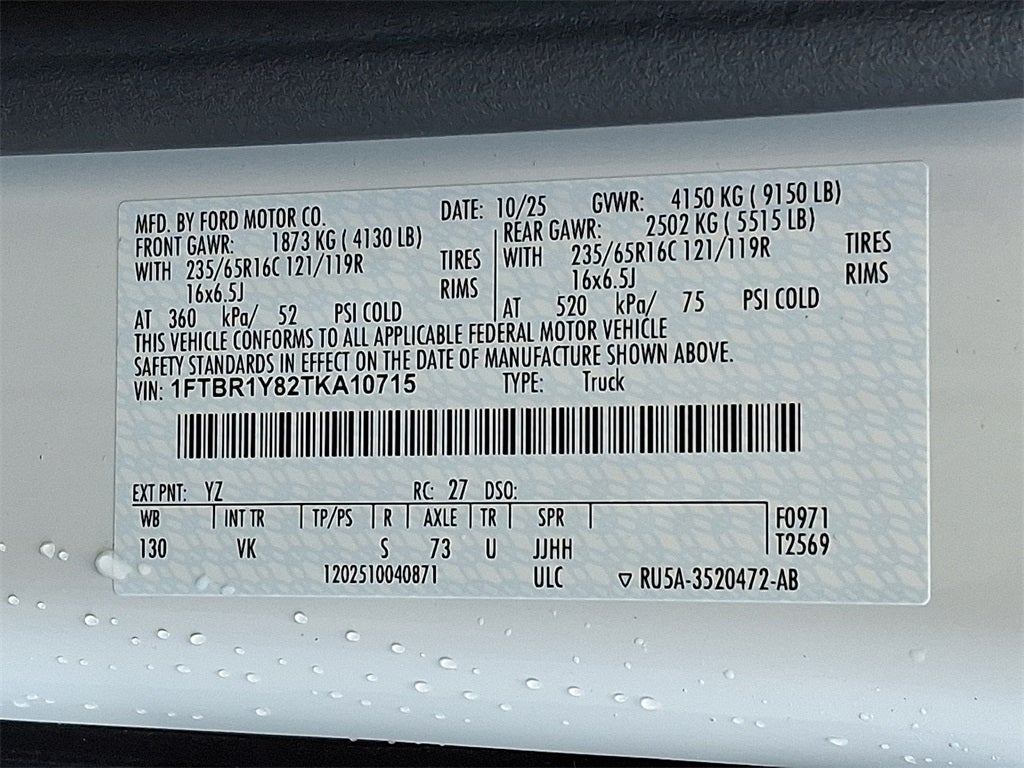 MFD. BY FORD MOTOR CO. DATE: 10/25 GVWR: 4150 KG ( 9150 LB)
FRONT GAWR: 1873 KG ( 4130 LB) REAR GAWR: 2502 KG ( 5515 LB)
WITH 235/65R16C 121/119R TIRES WITH 235/65R16C 121/119R TIRES
16x6.5J RIMS 16x6.5J RIMS
AT 360 kPa/ 52 PSI COLD AT 520 kPa/ 75 PSI COLD
THIS VEHICLE CONFORMS TO ALL APPLICABLE FEDERAL MOTOR VEHICLE
SAFETY STANDARDS IN EFFECT ON THE DATE OF MANUFACTURE SHOWN ABOVE.
VIN: 1FTBR1Y82TKA10715 TYPE: Truck
EXT PNT: YZ RC: 27 DSO:
WB INT TR TP/PS R AXLE TR SPR F0971
130 VK S 73 U JJHH T2569
1202510040871 ULC ▽ RU5A-3520472-AB